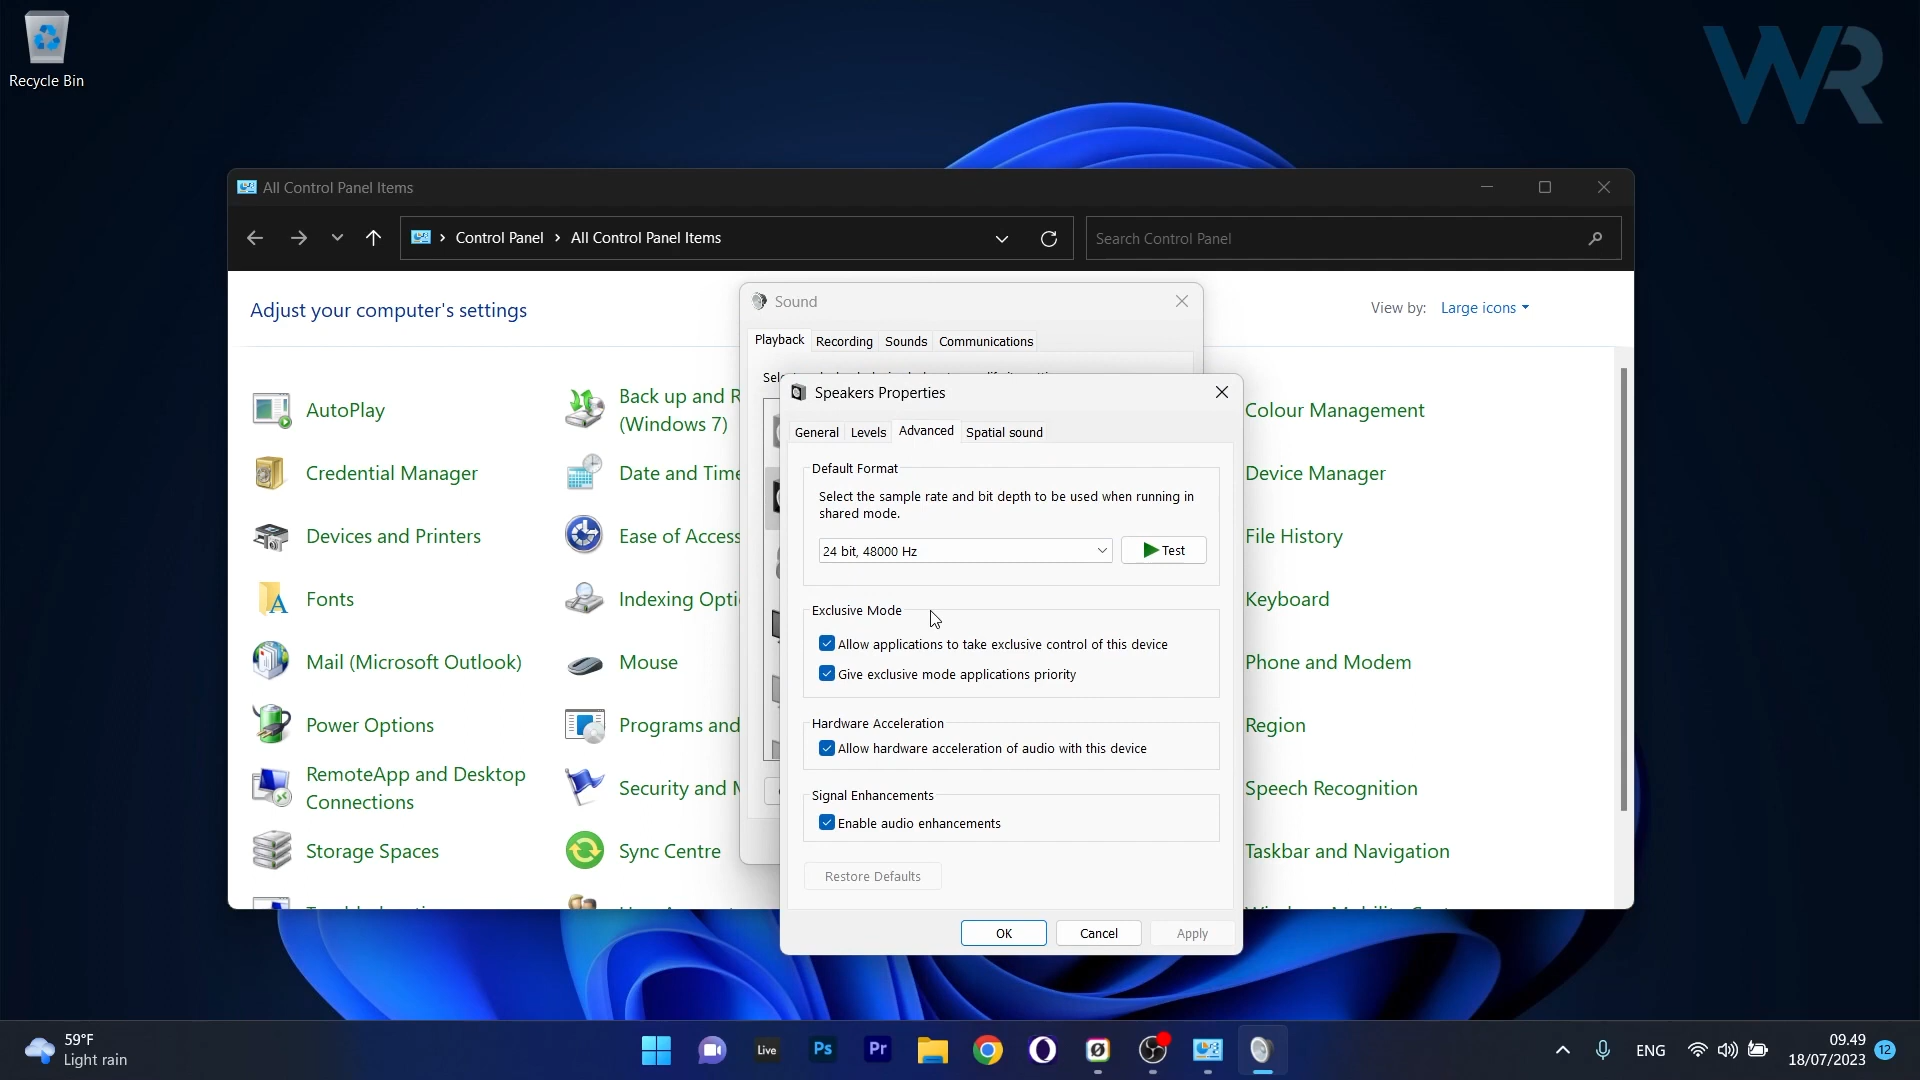 Recycle Bin
WR
All Control Panel Items
Control Panel
All Control Panel Items
Search Control Panel
Adjust your computer's settings
View by:
Large icons
AutoPlay
Back up and R
(Windows 7)
Colour Management
Credential Manager
Date and Time
Device Manager
Devices and Printers
Ease of Access
File History
Fonts
Indexing Opti
Keyboard
Mail (Microsoft Outlook)
Mouse
Phone and Modem
Power Options
Programs and
Region
RemoteApp and Desktop
Connections
Security and M
Speech Recognition
Storage Spaces
Sync Centre
Taskbar and Navigation
Sound
Playback
Recording
Sounds
Communications
Speakers Properties
General
Levels
Advanced
Spatial sound
Default Format
Select the sample rate and bit depth to be used when running in
shared mode.
24 bit, 48000 Hz
Test
Exclusive Mode
Allow applications to take exclusive control of this device
Give exclusive mode applications priority
Hardware Acceleration
Allow hardware acceleration of audio with this device
Signal Enhancements
Enable audio enhancements
Restore Defaults
OK
Cancel
Apply
59°F
Light rain
Live
Ps
Pr
ENG
09.49
18/07/2023
12